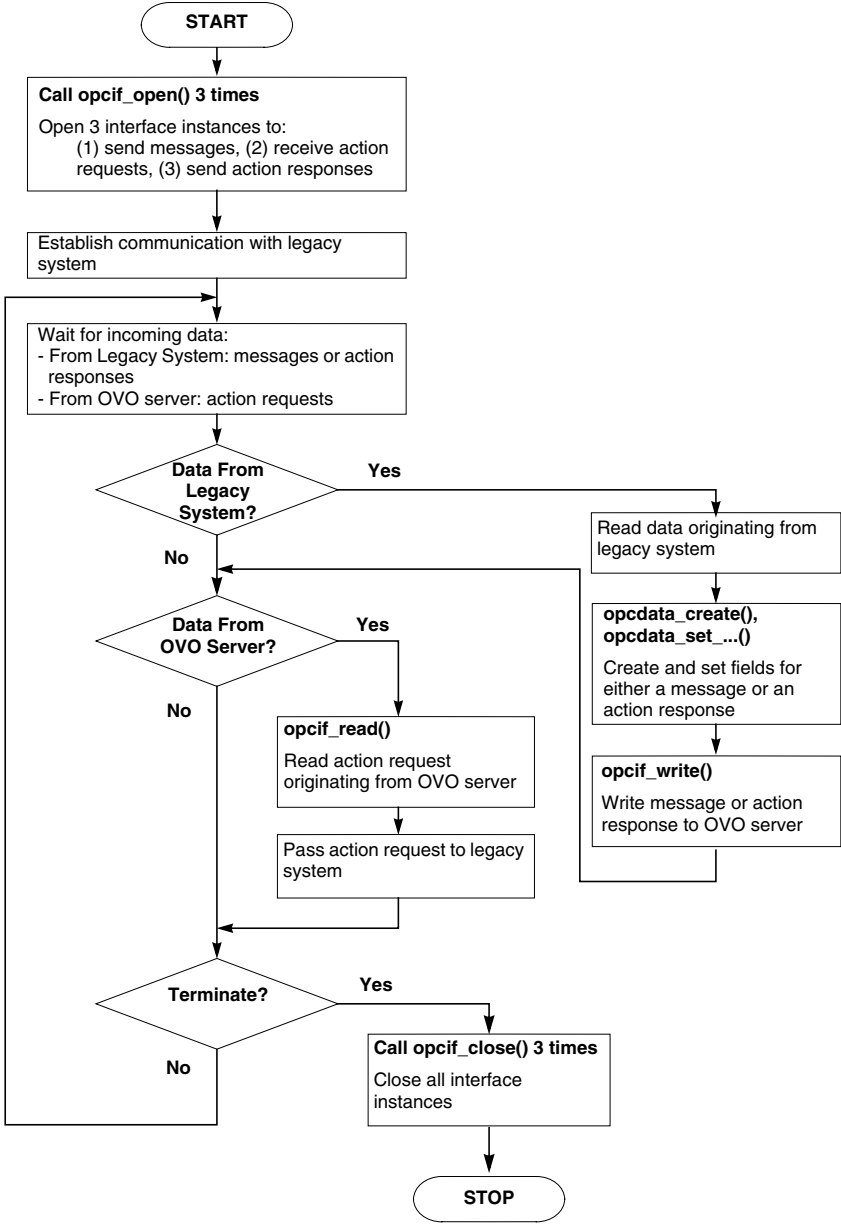 START
Call opcif_open() 3 times
Open 3 interface instances to:
(1) send messages, (2) receive action
requests, (3) send action responses
Establish communication with legacy
system
Wait for incoming data:
- From Legacy System: messages or action
responses
- From OVO server: action requests
Data From
Legacy
System?
Yes
No
Read data originating from
legacy system
opcdata_create(),
opcdata_set_...()
Create and set fields for
either a message or an
action response
opcif_write()
Write message or action
response to OVO server
Data From
OVO Server?
Yes
No
opcif_read()
Read action request
originating from OVO server
Pass action request to legacy
system
Terminate?
Yes
No
Call opcif_close() 3 times
Close all interface
instances
STOP